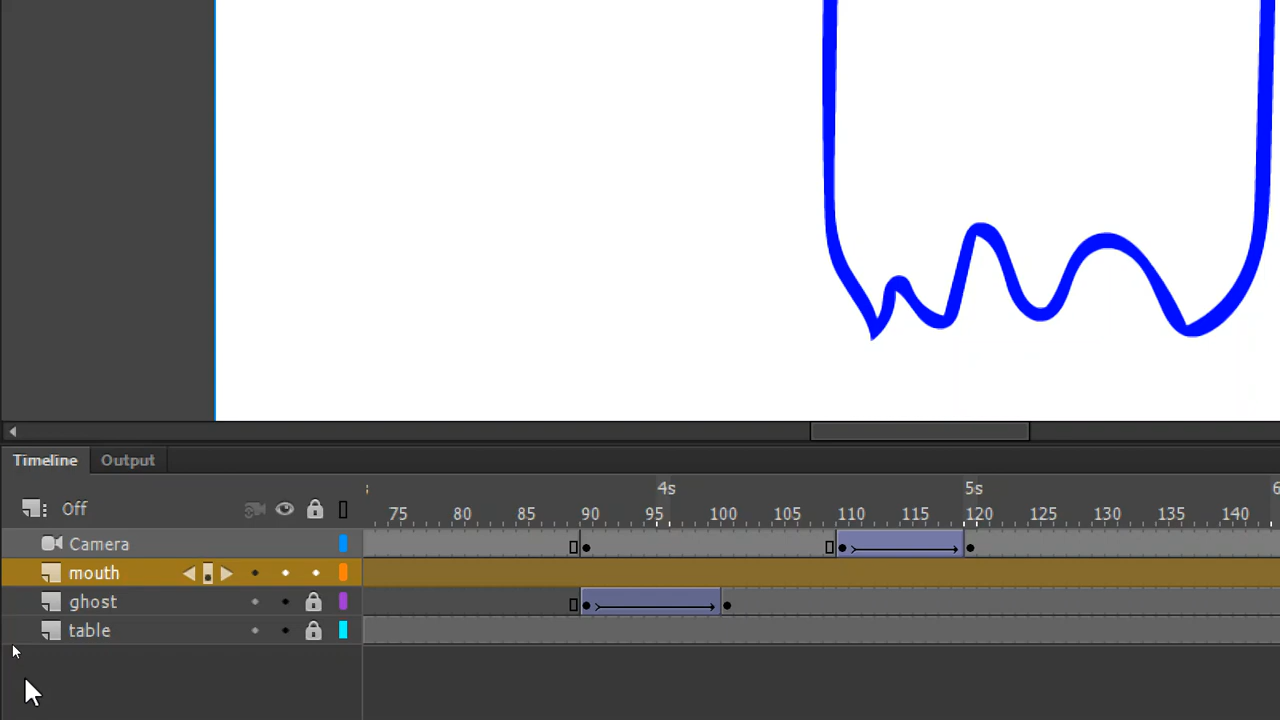 Timeline Output
4s 5s 6
Off 75 80 85 90 95 100 105 110 115 120 125 130 135 140
Camera
mouth
ghost
table